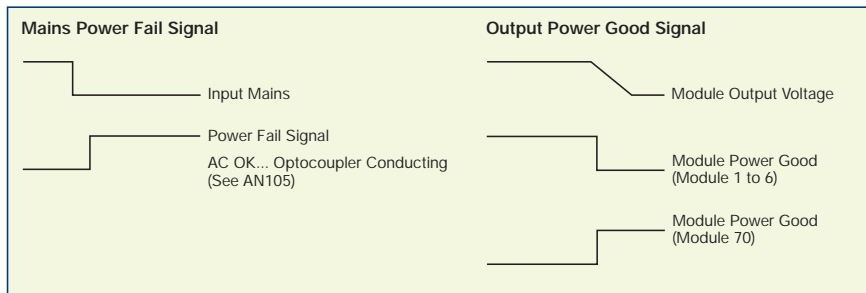 Mains Power Fail Signal
Input Mains
Power Fail Signal
AC OK... Optocoupler Conducting
(See AN105)
Output Power Good Signal
Module Output Voltage
Module Power Good
(Module 1 to 6)
Module Power Good
(Module 70)